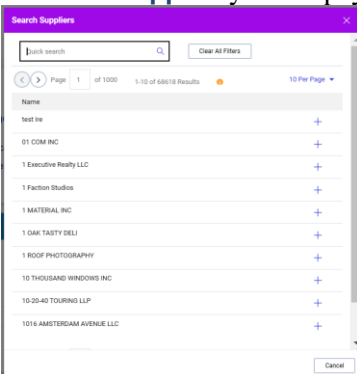 Search Suppliers
Quick search
Clear All Filters
Page 1 of 1000 1-10 of 68618 Results 10 Per Page
Name
test ire
01 COM INC
1 Executive Realty LLC
1 Faction Studios
1 MATERIAL INC
1 OAK TASTY DELI
1 ROOF PHOTOGRAPHY
10 THOUSAND WINDOWS INC
10-20-40 TOURING LLP
1016 AMSTERDAM AVENUE LLC
Cancel